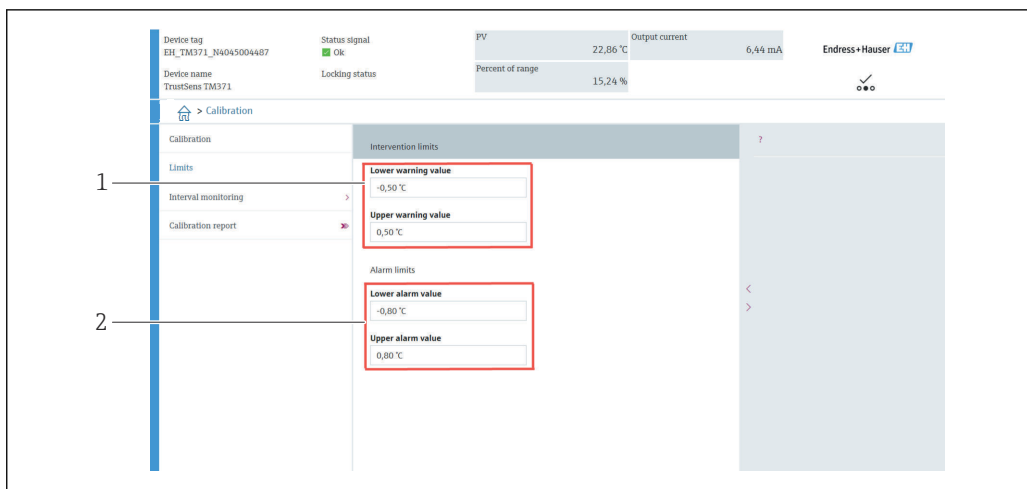 Device tag
EH_TM371_N4045004487
Status signal
Ok
PV
22,86 °C
Output current
6,44 mA
Endress+Hauser EH
Device name
TrustSens TM371
Locking status
Percent of range
15,24 %
> Calibration
Calibration
Limits
Interval monitoring >
Calibration report
Intervention limits
Lower warning value
-0,50 °C
Upper warning value
0,50 °C
Alarm limits
Lower alarm value
-0,80 °C
Upper alarm value
0,80 °C
?
<
>
1
2